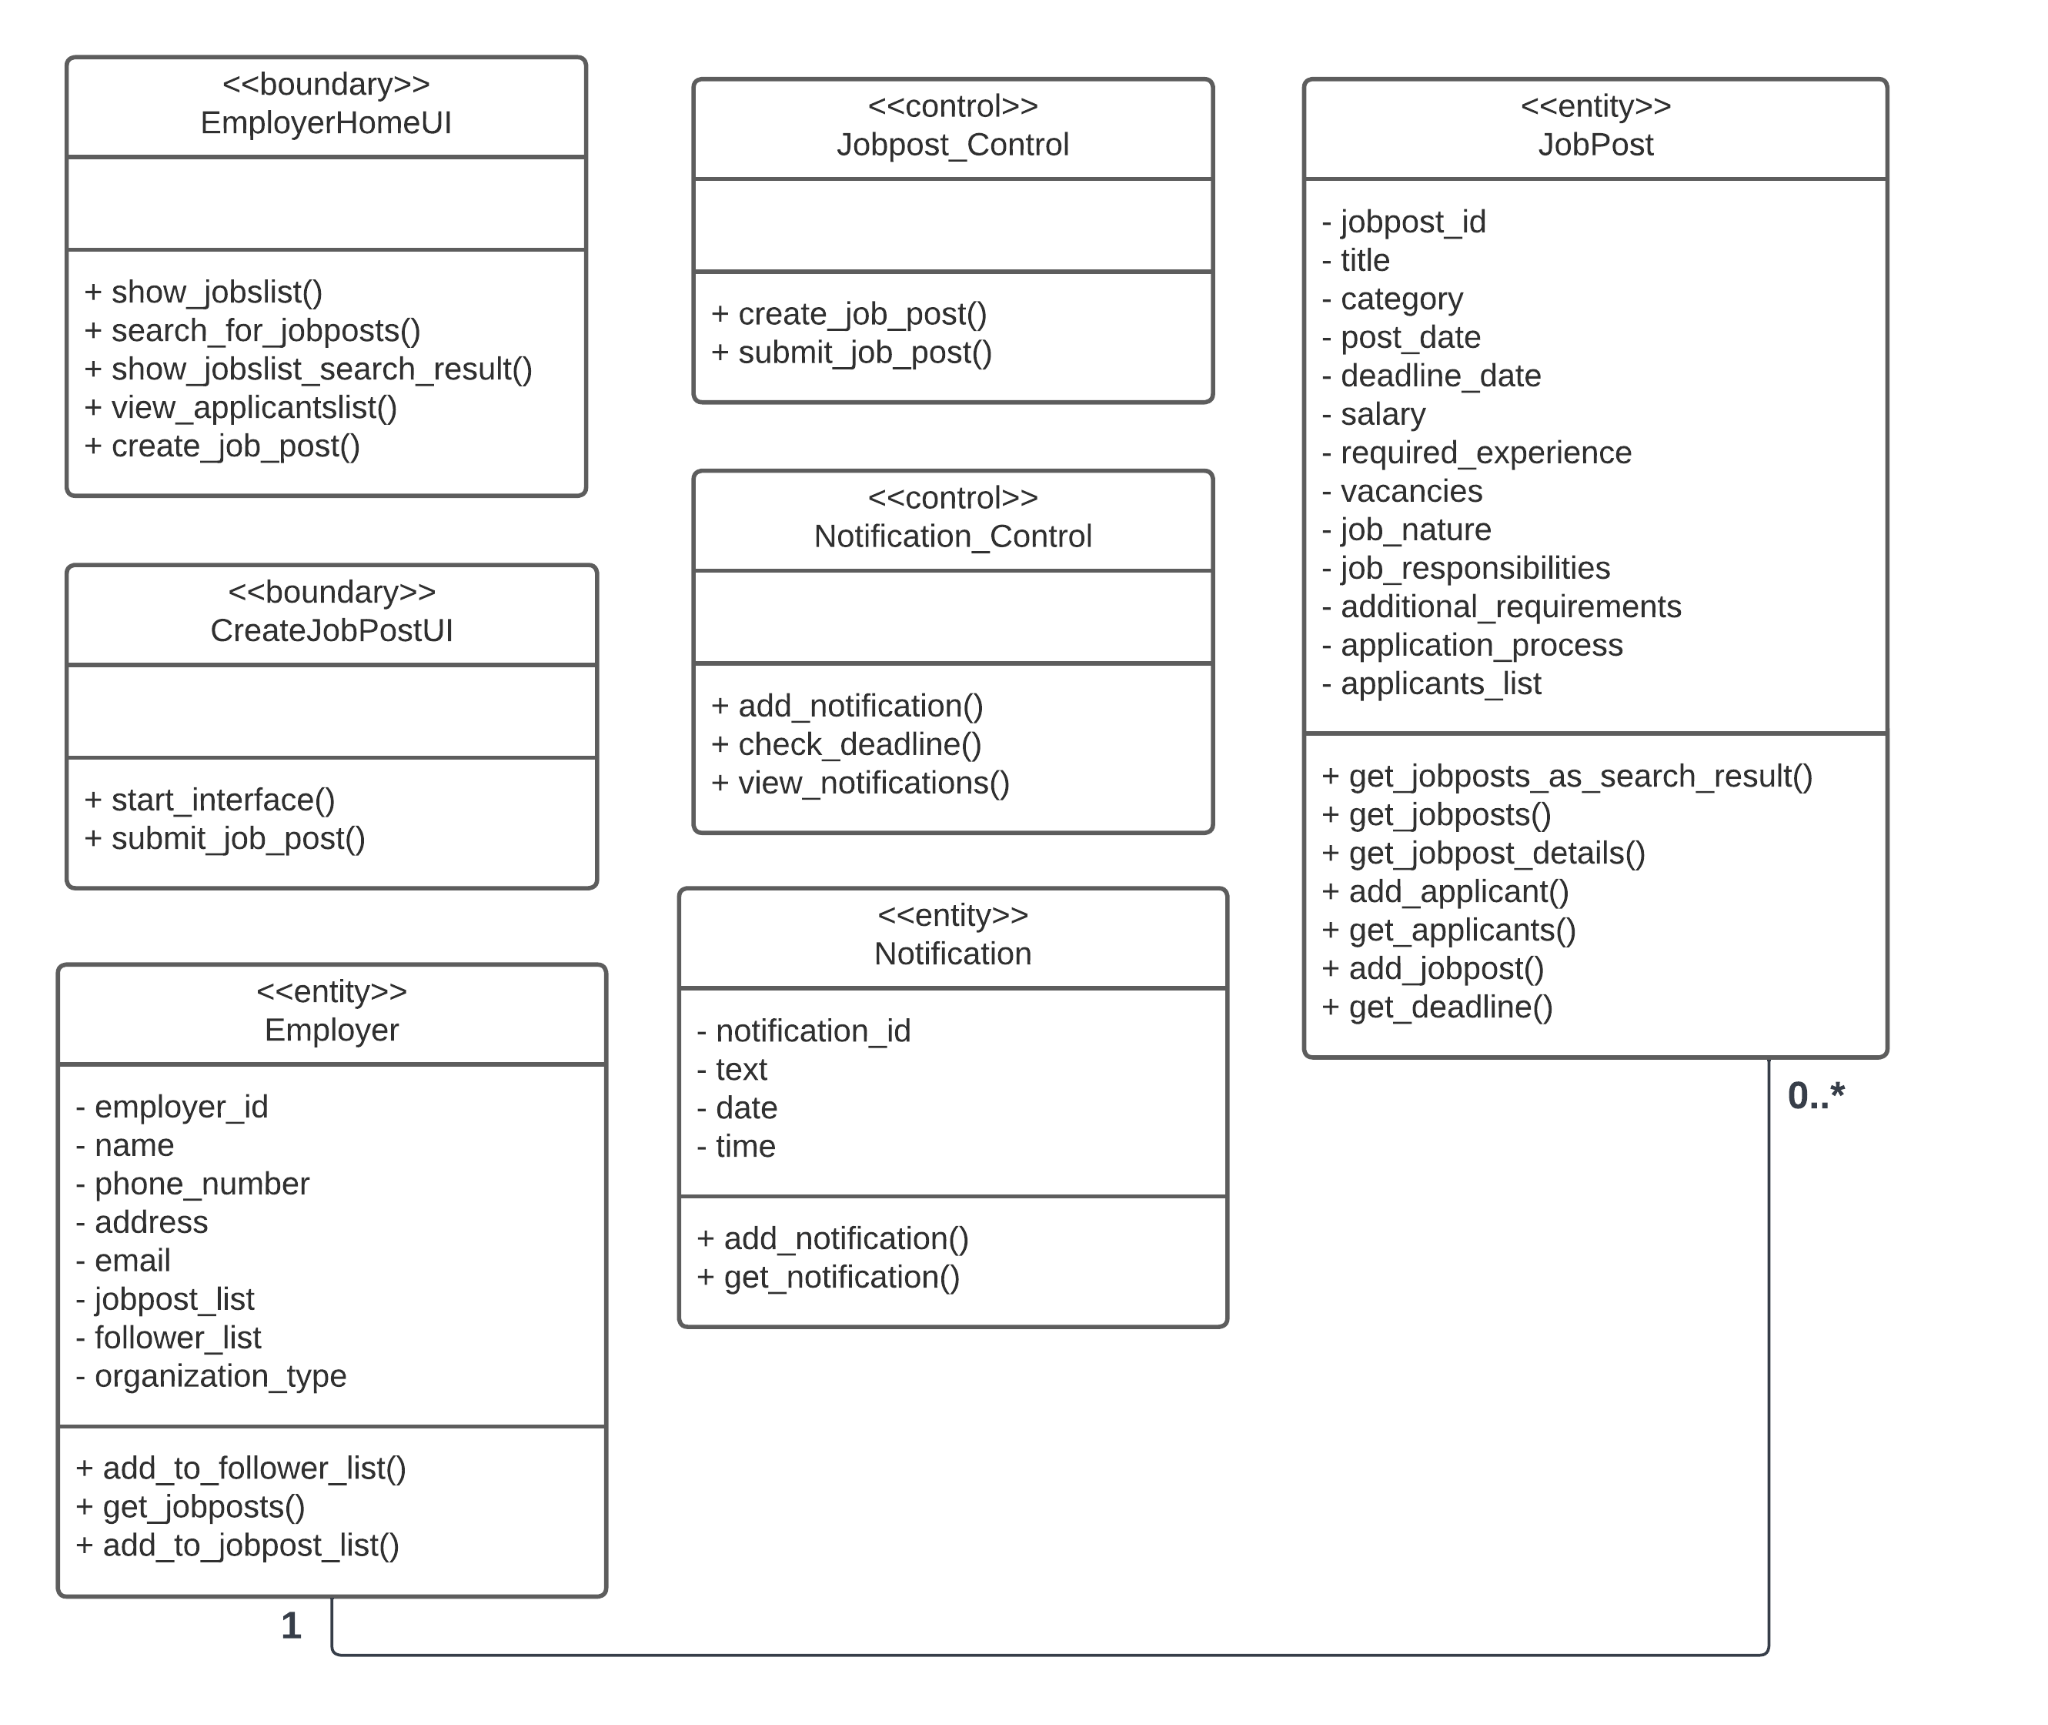 <<boundary>>
EmployerHomeUI
+ show_jobslist()
+ search_for_jobposts()
+ show_jobslist_search_result()
+ view_applicantslist()
+ create_job_post()
<<boundary>>
CreateJobPostUI
+ start_interface()
+ submit_job_post()
<<entity>>
Employer
- employer_id
- name
- phone_number
- address
- email
- jobpost_list
- follower_list
- organization_type
+ add_to_follower_list()
+ get_jobposts()
+ add_to_jobpost_list()
1
<<control>>
Jobpost_Control
+ create_job_post()
+ submit_job_post()
<<control>>
Notification_Control
+ add_notification()
+ check_deadline()
+ view_notifications()
<<entity>>
Notification
- notification_id
- text
- date
- time
+ add_notification()
+ get_notification()
<<entity>>
JobPost
- jobpost_id
- title
- category
- post_date
- deadline_date
- salary
- required_experience
- vacancies
- job_nature
- job_responsibilities
- additional_requirements
- application_process
- applicants_list
+ get_jobposts_as_search_result()
+ get_jobposts()
+ get_jobpost_details()
+ add_applicant()
+ get_applicants()
+ add_jobpost()
+ get_deadline()
0..*